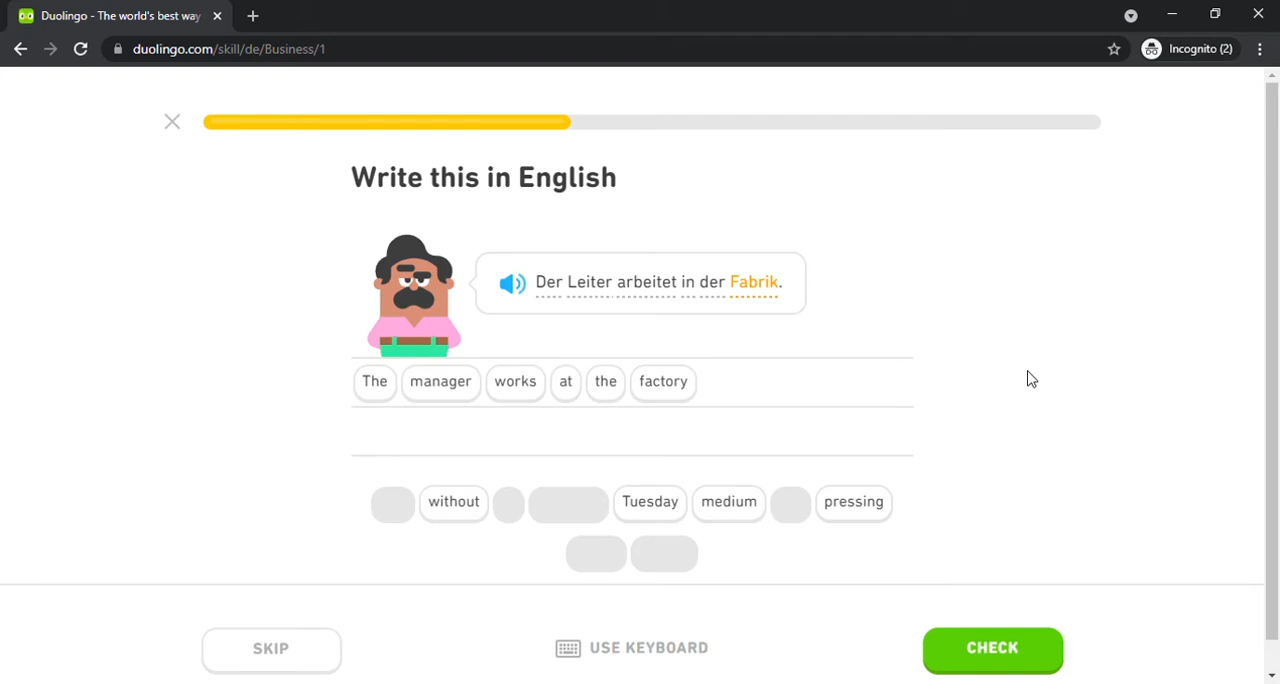 Duolingo - The world's best way
duolingo.com/skill/de/Business/1
Incognito (2)
Write this in English
Der Leiter arbeitet in der Fabrik.
The manager works at the factory
without Tuesday medium pressing
SKIP
USE KEYBOARD
CHECK